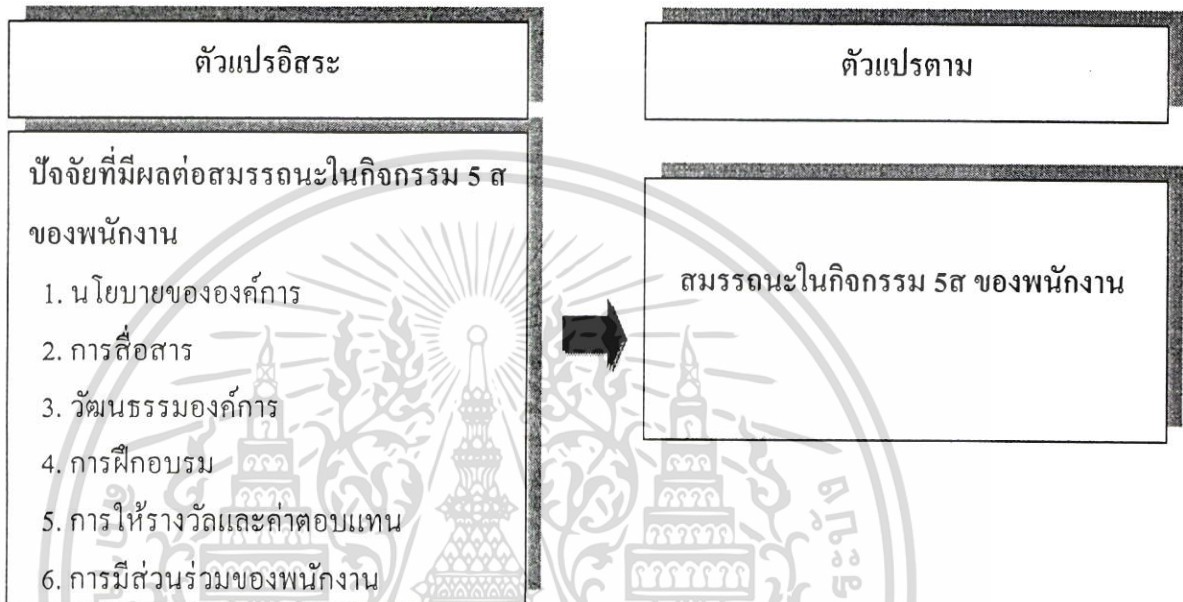 ตัวแปรอิสระ
ปัจจัยที่มีผลต่อสมรรถนะในกิจกรรม 5 ส
ของพนักงาน
1. นโยบายขององค์การ
2. การสื่อสาร
3. วัฒนธรรมองค์การ
4. การฝึกอบรม
5. การให้รางวัลและค่าตอบแทน
6. การมีส่วนร่วมของพนักงาน
ตัวแปรตาม
สมรรถนะในกิจกรรม 5ส ของพนักงาน